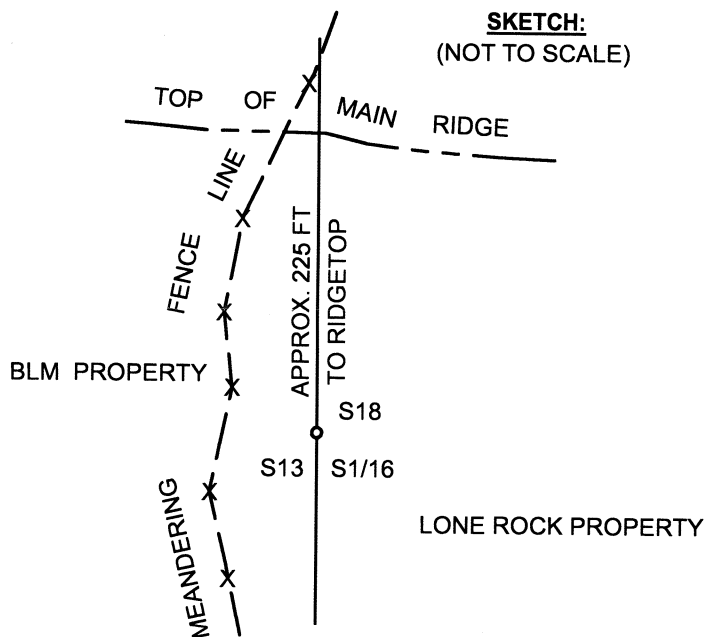 SKETCH:
(NOT TO SCALE)
TOP OF MAIN RIDGE
MEANDERING FENCE LINE
APPROX. 225 FT
TO RIDGETOP
BLM PROPERTY
S18
S13 S1/16
LONE ROCK PROPERTY